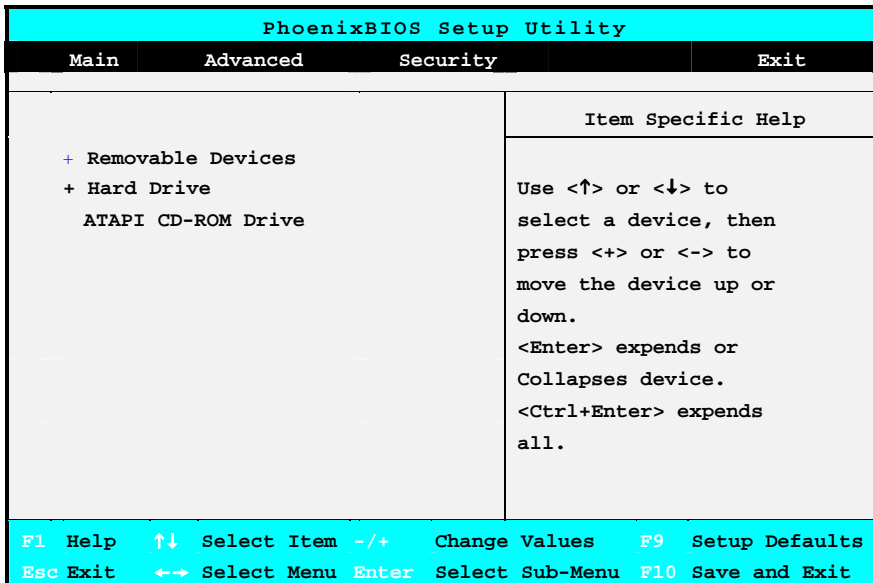 PhoenixBIOS Setup Utility
Main Advanced Security Exit
Item Specific Help
+ Removable Devices
+ Hard Drive
ATAPI CD-ROM Drive
Use <↑> or <↓> to
select a device, then
press <+> or <-> to
move the device up or
down.
<Enter> expends or
Collapses device.
<Ctrl+Enter> expends
all.
F1 Help ↑↓ Select Item -/+ Change Values F9 Setup Defaults
Esc Exit ←→ Select Menu Enter Select Sub-Menu F10 Save and Exit